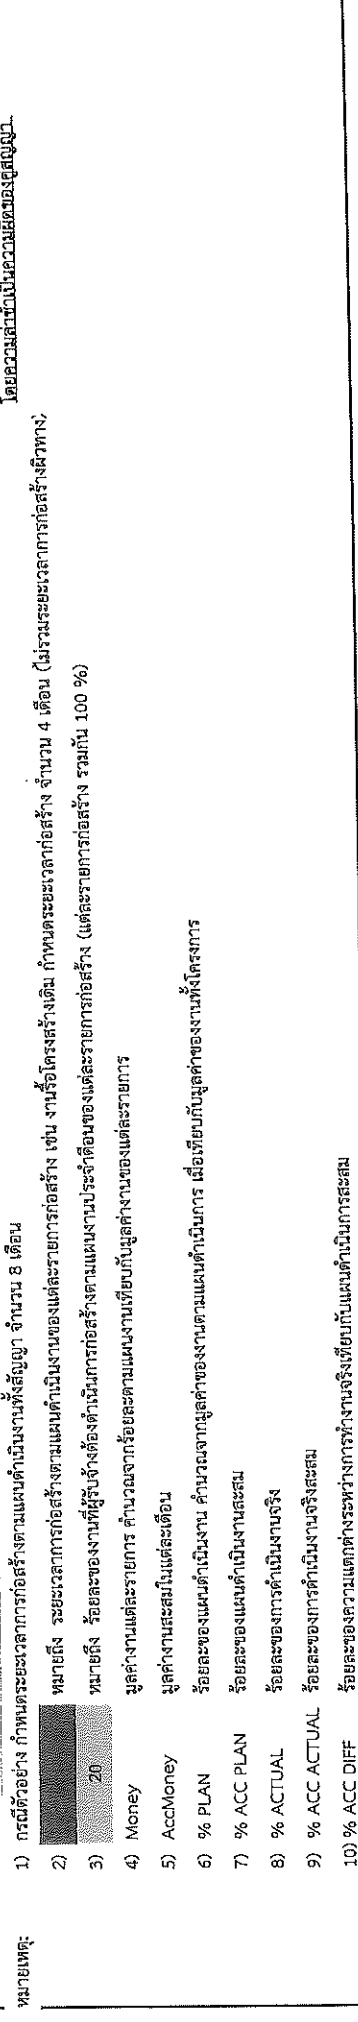 โดยความล่าช้าเป็นความผิดของคู่สัญญา
หมายเหตุ:
1) กรณีตัวอย่าง กำหนดระยะเวลาการก่อสร้างตามแผนดำเนินงานทั้งสัญญา จำนวน 8 เดือน
2) หมายถึง ระยะเวลาการก่อสร้างตามแผนดำเนินงานของแต่ละรายการก่อสร้าง เช่น งานรื้อโครงสร้างเดิม กำหนดระยะเวลาก่อสร้าง จำนวน 4 เดือน (ไม่รวมระยะเวลาการก่อสร้างผิวทาง)
3) 20 หมายถึง ร้อยละของงานที่ผู้รับจ้างต้องดำเนินการก่อสร้างตามแผนงานประจำเดือนของแต่ละรายการก่อสร้าง (แต่ละรายการก่อสร้าง รวมกัน 100 %)
4) Money มูลค่างานแต่ละรายการ คำนวณจากร้อยละตามแผนงานเทียบกับมูลค่างานของแต่ละรายการ
5) AccMoney มูลค่างานสะสมในแต่ละเดือน
6) % PLAN ร้อยละของแผนดำเนินงาน คำนวณจากมูลค่าของงานตามแผนดำเนินการ เมื่อเทียบกับมูลค่าของงานทั้งโครงการ
7) % ACC PLAN ร้อยละของแผนดำเนินงานสะสม
8) % ACTUAL ร้อยละของการดำเนินงานจริง
9) % ACC ACTUAL ร้อยละของการดำเนินงานจริงสะสม
10) % ACC DIFF ร้อยละของความแตกต่างระหว่างการทำงานจริงเทียบกับแผนดำเนินการสะสม